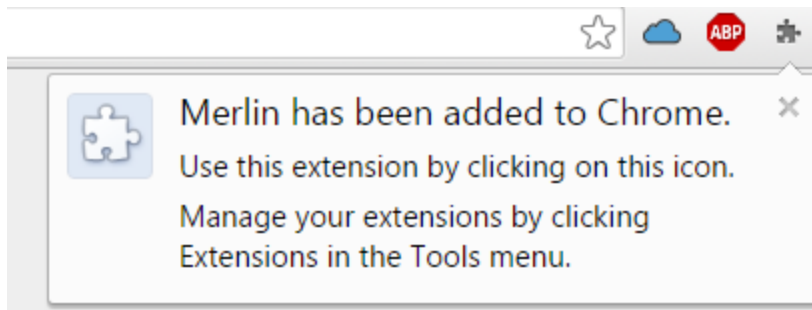 ABP
Merlin has been added to Chrome.
Use this extension by clicking on this icon.
Manage your extensions by clicking
Extensions in the Tools menu.